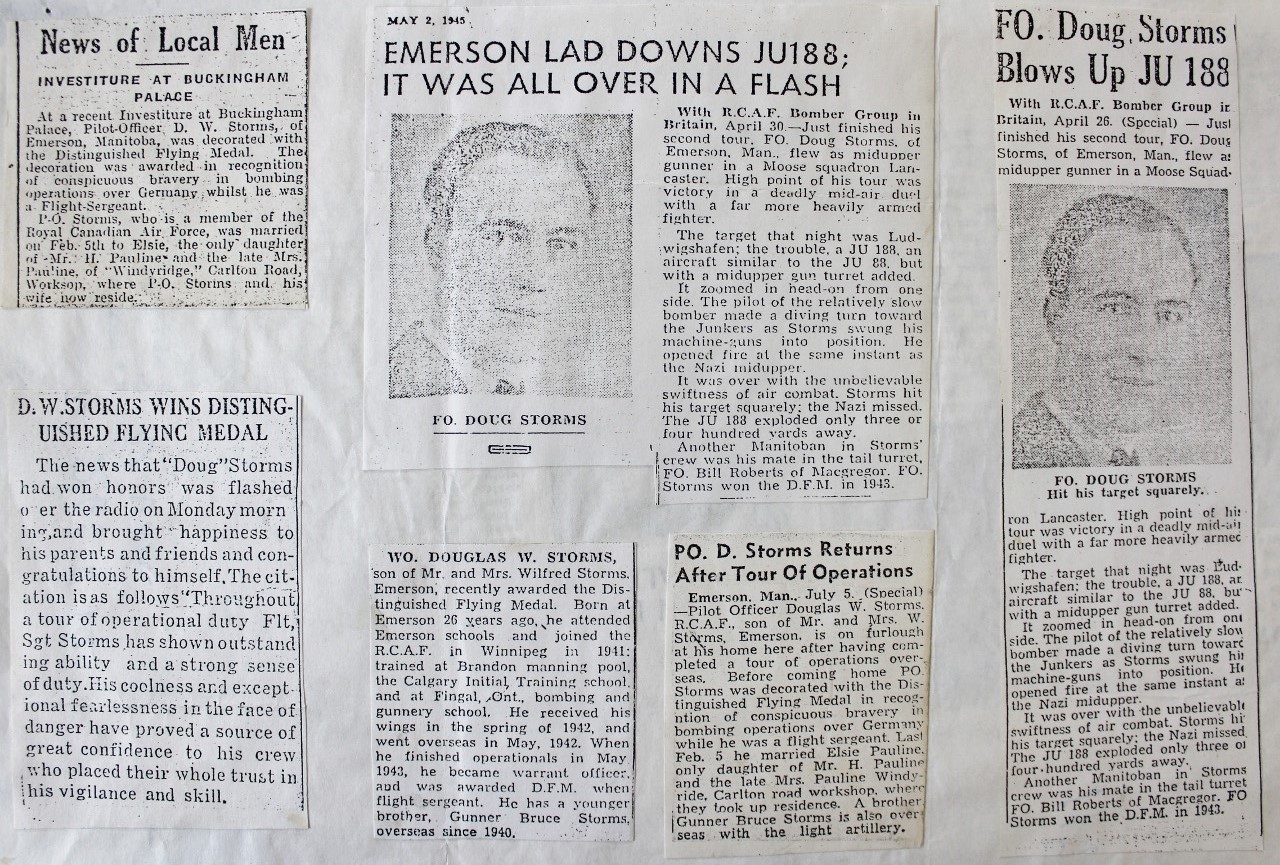 News of Local Men
INVESTITURE AT BUCKINGHAM
PALACE
At a recent Investiture at Buckingham
Palace, Pilot-Officer D. W. Storms, of
Emerson, Manitoba, was decorated with
the Distinguished Flying Medal. The
decoration was awarded in recognition
of conspicuous bravery in bombing
operations over Germany whilst he was
a Flight-Sergeant.
P-O. Storms, who is a member of the
Royal Canadian Air Force, was married
on Feb. 5th to Elsie, the only daughter
of Mr. H. Pauline and the late Mrs.
Pauline, of "Windyridge," Carlton Road,
Worksop, where P-O. Storms and his
wife now reside.
D.W.STORMS WINS DISTING-
UISHED FLYING MEDAL
The news that "Doug" Storms
had won honors was flashed
o er the radio on Monday morn
ing,and brought happiness to
his parents and friends and con-
gratulations to himself.The cit-
ation is as follows "Throughout
a tour of operational duty Flt,
Sgt Storms has shown outstand
ing ability and a strong sense
of duty.His coolness and except-
ional fearlessness in the face of
danger have proved a source of
great confidence to his crew
who placed their whole trust in
his vigilance and skill.
MAY 2, 1945
EMERSON LAD DOWNS JU188;
IT WAS ALL OVER IN A FLASH
FO. DOUG STORMS
With R.C.A.F. Bomber Group in
Britain, April 30.—Just finished his
second tour, FO. Doug Storms, of
Emerson, Man., flew as midupper
gunner in a Moose squadron Lan-
caster. High point of his tour was
victory in a deadly mid-air duel
with a far more heavily armed
fighter.
The target that night was Lud-
wigshafen; the trouble, a JU 188, an
aircraft similar to the JU 88, but
with a midupper gun turret added.
It zoomed in head-on from one
side. The pilot of the relatively slow
bomber made a diving turn toward
the Junkers as Storms swung his
machine-guns into position. He
opened fire at the same instant as
the Nazi midupper.
It was over with the unbelievable
swiftness of air combat. Storms hit
his target squarely; the Nazi missed.
The JU 188 exploded only three or
four hundred yards away.
Another Manitoban in Storms'
crew was his mate in the tail turret,
FO. Bill Roberts of Macgregor. FO.
Storms won the D.F.M. in 1943.
WO. DOUGLAS W. STORMS,
son of Mr. and Mrs. Wilfred Storms,
Emerson, recently awarded the Dis-
tinguished Flying Medal. Born at
Emerson 26 years ago, he attended
Emerson schools and joined the
R.C.A.F. in Winnipeg in 1941;
trained at Brandon manning pool,
the Calgary Initial Training school,
and at Fingal, Ont., bombing and
gunnery school. He received his
wings in the spring of 1942, and
went overseas in May, 1942. When
he finished operationals in May
1943, he became warrant officer,
and was awarded D.F.M. when
flight sergeant. He has a younger
brother, Gunner Bruce Storms,
overseas since 1940.
PO. D. Storms Returns
After Tour Of Operations
Emerson, Man., July 5. (Special)
—Pilot Officer Douglas W. Storms,
R.C.A.F., son of Mr. and Mrs. W.
Storms, Emerson, is on furlough
at his home here after having com-
pleted a tour of operations over-
seas. Before coming home PO.
Storms was decorated with the Dis-
tinguished Flying Medal in recog-
ntion of conspicuous bravery in
bombing operations over Germany
while he was a flight sergeant. Last
Feb. 5 he married Elsie Pauline,
only daughter of Mr. H. Pauline
and the late Mrs. Pauline Windy-
ride, Carlton road workshop, where
they took up residence. A brother
Gunner Bruce Storms is also over-
seas with the light artillery.
FO. Doug Storms
Blows Up JU 188
With R.C.A.F. Bomber Group in
Britain, April 26. (Special) — Just
finished his second tour, FO. Doug
Storms, of Emerson, Man., flew as
midupper gunner in a Moose Squad-
FO. DOUG STORMS
Hit his target squarely.
ron Lancaster. High point of his
tour was victory in a deadly mid-air
duel with a far more heavily armed
fighter.
The target that night was Lud-
wigshafen; the trouble, a JU 188, an
aircraft similar to the JU 88, but
with a midupper gun turret added.
It zoomed in head-on from one
side. The pilot of the relatively slow
bomber made a diving turn toward
the Junkers as Storms swung his
machine-guns into position. He
opened fire at the same instant as
the Nazi midupper.
It was over with the unbelievable
swiftness of air combat. Storms hit
his target squarely; the Nazi missed.
The JU 188 exploded only three or
four hundred yards away.
Another Manitoban in Storms
crew was his mate in the tail turret
FO. Bill Roberts of Macgregor. FO
Storms won the D.F.M. in 1943.